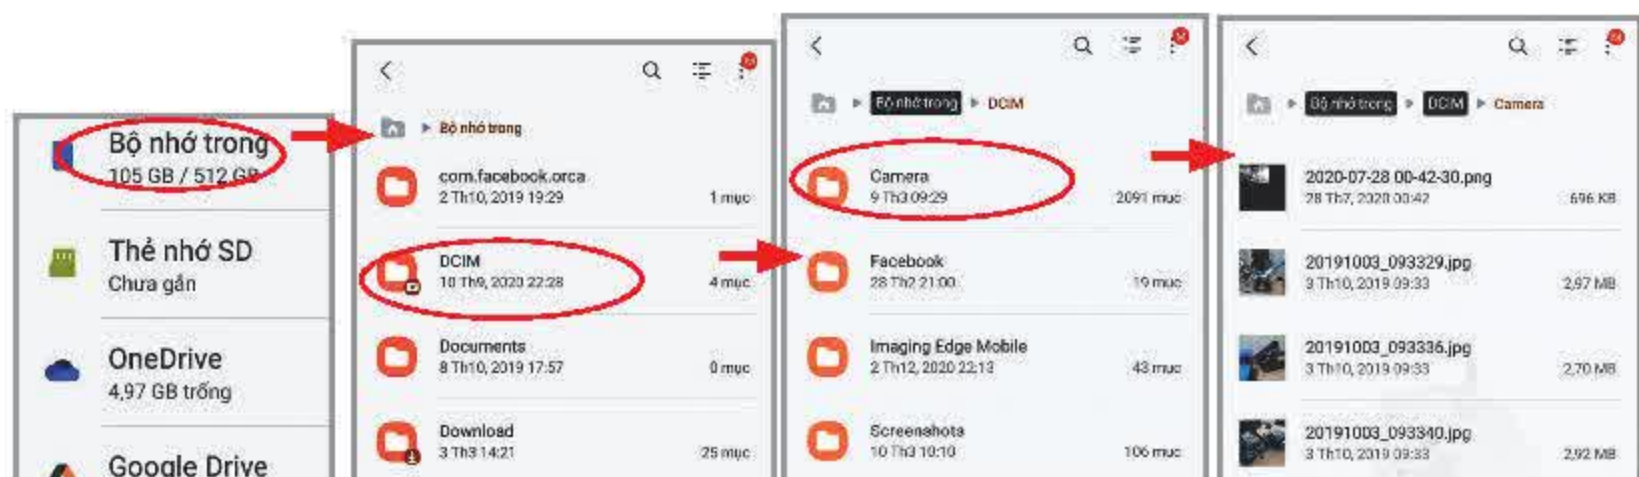 Bộ nhớ trong
105 GB / 512 GB
Thẻ nhớ SD
Chưa gắn
OneDrive
4,97 GB trống
Google Drive
Bộ nhớ trong
com.facebook.orca
2 Th10, 2019 19:29
1 mục
DCIM
10 Th9, 2020 22:28
4 mục
Documents
8 Th10, 2019 17:57
0 mục
Download
3 Th3 14:21
25 mục
Bộ nhớ trong
DCIM
Camera
9 Th3 09:29
2091 mục
Facebook
28 Th2 21:00
19 mục
Imaging Edge Mobile
2 Th12, 2020 22:13
43 mục
Screenshots
10 Th3 10:10
106 mục
Bộ nhớ trong
DCIM
Camera
2020-07-28 00-42-30.png
28 Th7, 2020 00:42
696 KB
20191003_093329.jpg
3 Th10, 2019 09:33
2,97 MB
20191003_093336.jpg
3 Th10, 2019 09:33
2,70 MB
20191003_093340.jpg
3 Th10, 2019 09:33
2,92 MB